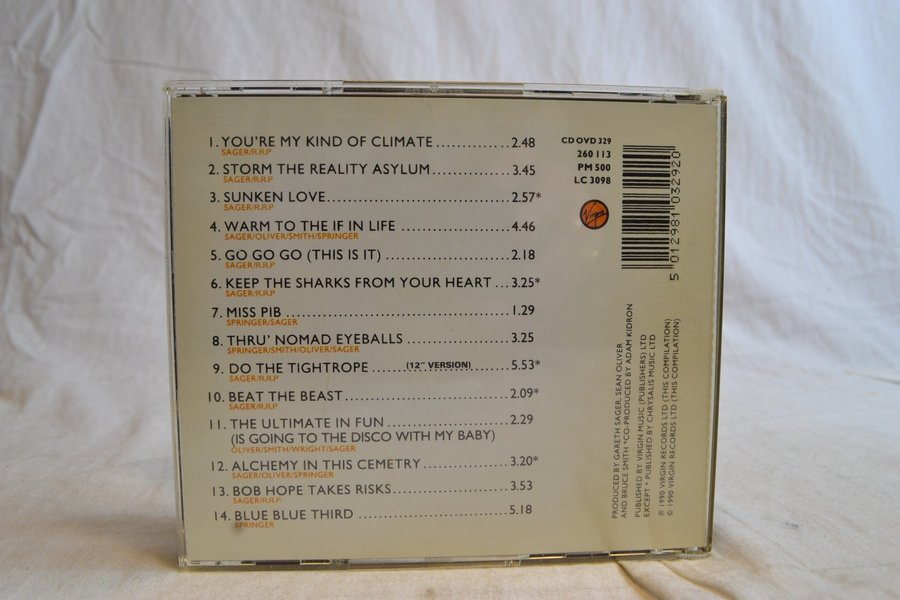 1. YOU'RE MY KIND OF CLIMATE ................ 2.48
SAGER/R.R.P
2. STORM THE REALITY ASYLUM ................ 3.45
SAGER/R.R.P
3. SUNKEN LOVE ................ 2.57*
SAGER/R.R.P
4. WARM TO THE IF IN LIFE ................ 4.46
SAGER/OLIVER/SMITH/SPRINGER
5. GO GO GO (THIS IS IT) ................ 2.18
SAGER/R.R.P
6. KEEP THE SHARKS FROM YOUR HEART ... 3.25*
SAGER/R.R.P
7. MISS PIB ................ 1.29
SPRINGER/SAGER
8. THRU' NOMAD EYEBALLS ................ 3.25
SPRINGER/SMITH/OLIVER/SAGER
9. DO THE TIGHTROPE (12" VERSION) ........ 5.53*
SAGER/R.R.P
10. BEAT THE BEAST ................ 2.09*
SAGER/R.R.P
11. THE ULTIMATE IN FUN ................ 2.29
(IS GOING TO THE DISCO WITH MY BABY)
OLIVER/SMITH/WRIGHT/SAGER
12. ALCHEMY IN THIS CEMETRY ................ 3.20*
SAGER/OLIVER/SPRINGER
13. BOB HOPE TAKES RISKS ................ 3.53
SAGER/R.R.P.
14. BLUE BLUE THIRD ................ 5.18
SPRINGER
CD OVD 329
260 113
PM 500
LC 3098
Virgin
5 012981 032920
PRODUCED BY GARETH SAGER, SEAN OLIVER
AND BRUCE SMITH *CO-PRODUCED BY ADAM KIDRON
PUBLISHED BY VIRGIN MUSIC (PUBLISHERS) LTD
EXCEPT * PUBLISHED BY CHRYSALIS MUSIC LTD
℗ 1990 VIRGIN RECORDS LTD (THIS COMPILATION)
© 1990 VIRGIN RECORDS LTD (THIS COMPILATION)